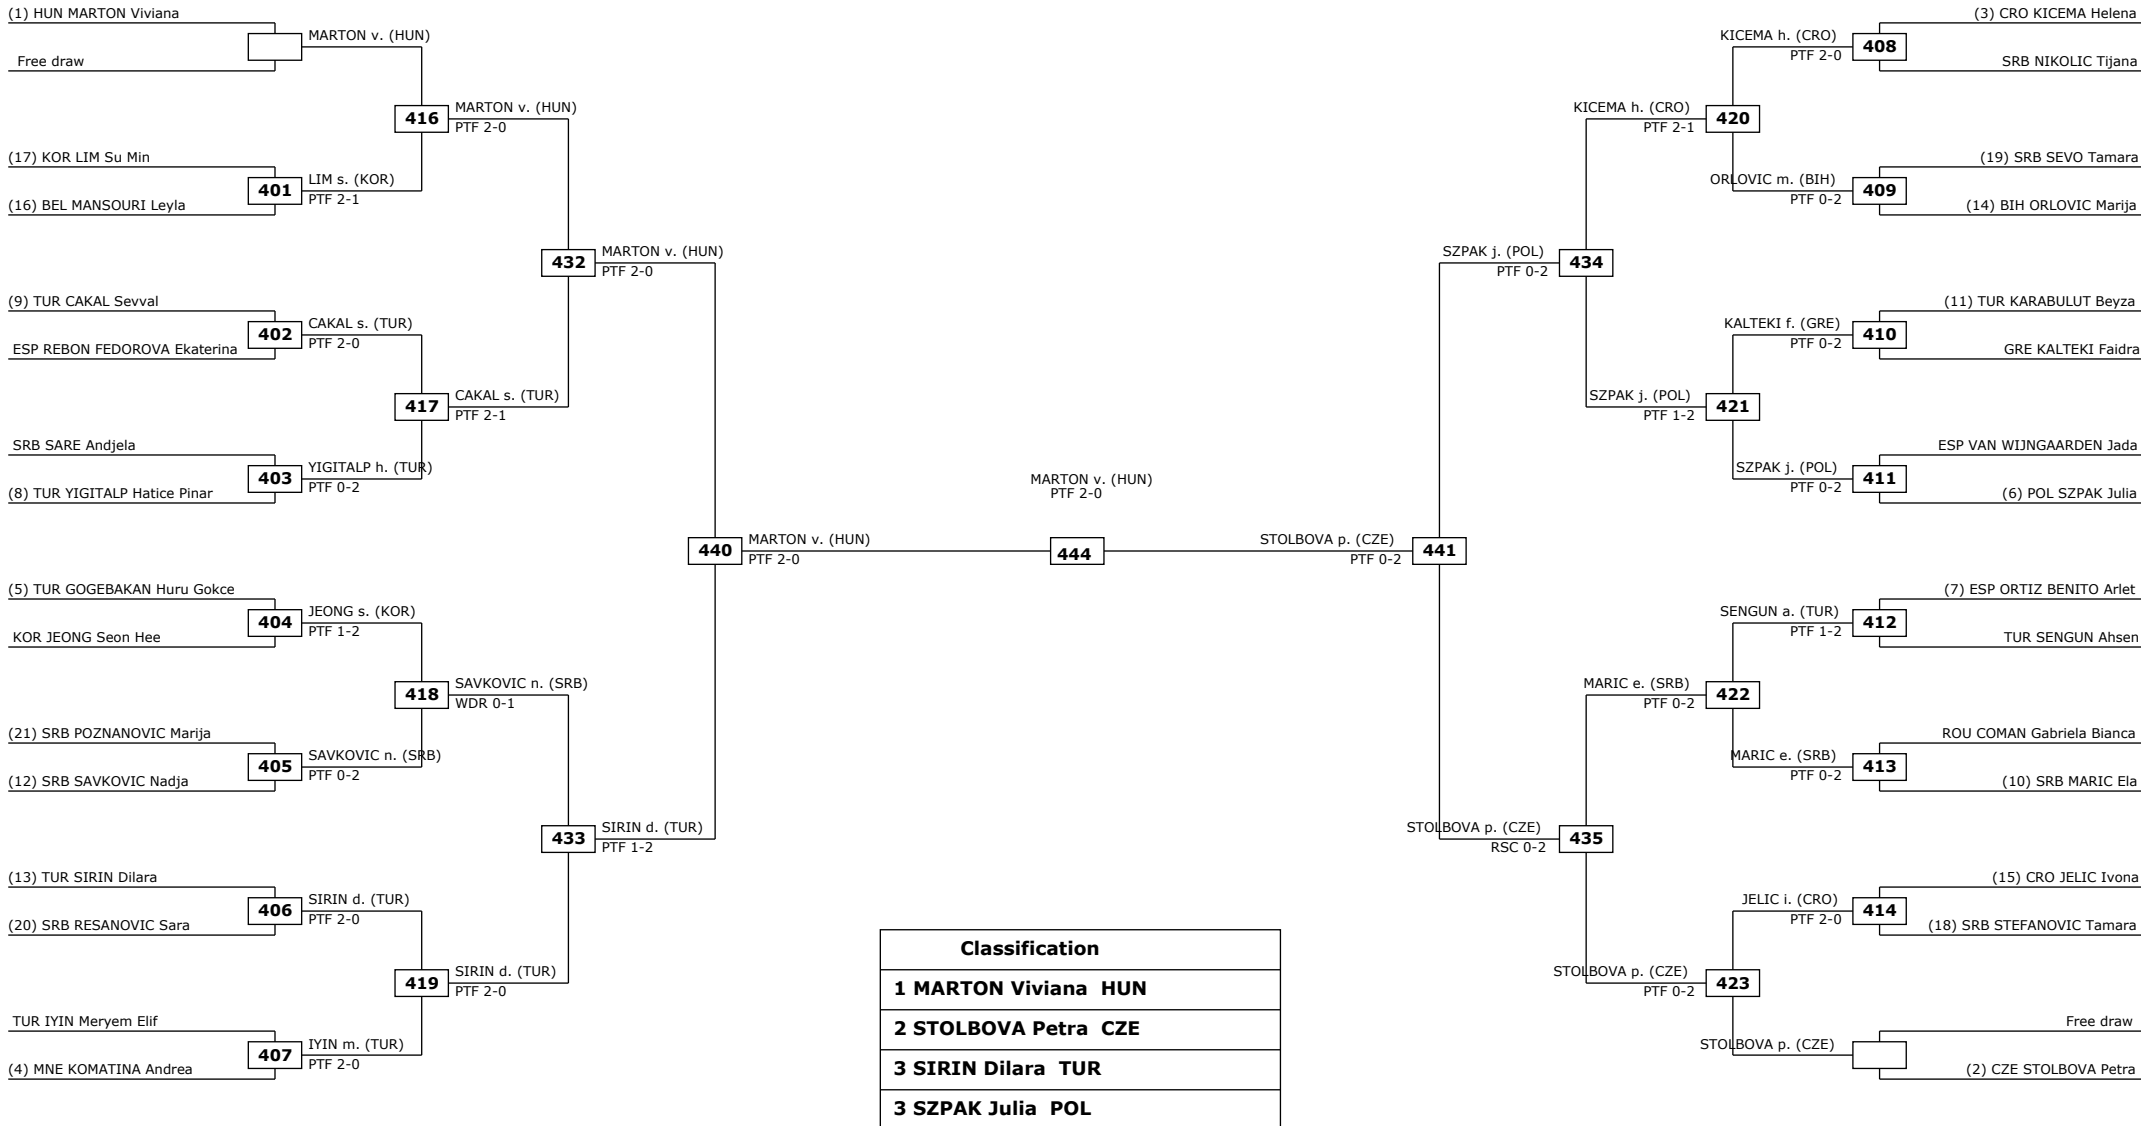 (1) HUN MARTON Viviana
MARTON v. (HUN)
Free draw
416
MARTON v. (HUN)
PTF 2-0
(17) KOR LIM Su Min
401
LIM s. (KOR)
PTF 2-1
(16) BEL MANSOURI Leyla
432
MARTON v. (HUN)
PTF 2-0
(9) TUR CAKAL Sevval
402
CAKAL s. (TUR)
PTF 2-0
ESP REBON FEDOROVA Ekaterina
417
CAKAL s. (TUR)
PTF 2-1
SRB SARE Andjela
403
YIGITALP h. (TUR)
PTF 0-2
(8) TUR YIGITALP Hatice Pinar
440
MARTON v. (HUN)
PTF 2-0
(5) TUR GOGEBAKAN Huru Gokce
404
JEONG s. (KOR)
PTF 1-2
KOR JEONG Seon Hee
418
SAVKOVIC n. (SRB)
WDR 0-1
(21) SRB POZNANOVIC Marija
405
SAVKOVIC n. (SRB)
PTF 0-2
(12) SRB SAVKOVIC Nadja
433
SIRIN d. (TUR)
PTF 1-2
(13) TUR SIRIN Dilara
406
SIRIN d. (TUR)
PTF 2-0
(20) SRB RESANOVIC Sara
419
SIRIN d. (TUR)
PTF 2-0
TUR IYIN Meryem Elif
407
IYIN m. (TUR)
PTF 2-0
(4) MNE KOMATINA Andrea
MARTON v. (HUN)
PTF 2-0
444
(3) CRO KICEMA Helena
KICEMA h. (CRO)
PTF 2-0
408
SRB NIKOLIC Tijana
KICEMA h. (CRO)
PTF 2-1
420
(19) SRB SEVO Tamara
ORLOVIC m. (BIH)
PTF 0-2
409
(14) BIH ORLOVIC Marija
SZPAK j. (POL)
PTF 0-2
434
(11) TUR KARABULUT Beyza
KALTEKI f. (GRE)
PTF 0-2
410
GRE KALTEKI Faidra
SZPAK j. (POL)
PTF 1-2
421
ESP VAN WIJNGAARDEN Jada
SZPAK j. (POL)
PTF 0-2
411
(6) POL SZPAK Julia
STOLBOVA p. (CZE)
PTF 0-2
441
(7) ESP ORTIZ BENITO Arlet
SENGUN a. (TUR)
PTF 1-2
412
TUR SENGUN Ahsen
MARIC e. (SRB)
PTF 0-2
422
ROU COMAN Gabriela Bianca
MARIC e. (SRB)
PTF 0-2
413
(10) SRB MARIC Ela
STOLBOVA p. (CZE)
RSC 0-2
435
(15) CRO JELIC Ivona
JELIC i. (CRO)
PTF 2-0
414
(18) SRB STEFANOVIC Tamara
STOLBOVA p. (CZE)
PTF 0-2
423
Free draw
STOLBOVA p. (CZE)
(2) CZE STOLBOVA Petra
Classification
1 MARTON Viviana HUN
2 STOLBOVA Petra CZE
3 SIRIN Dilara TUR
3 SZPAK Julia POL